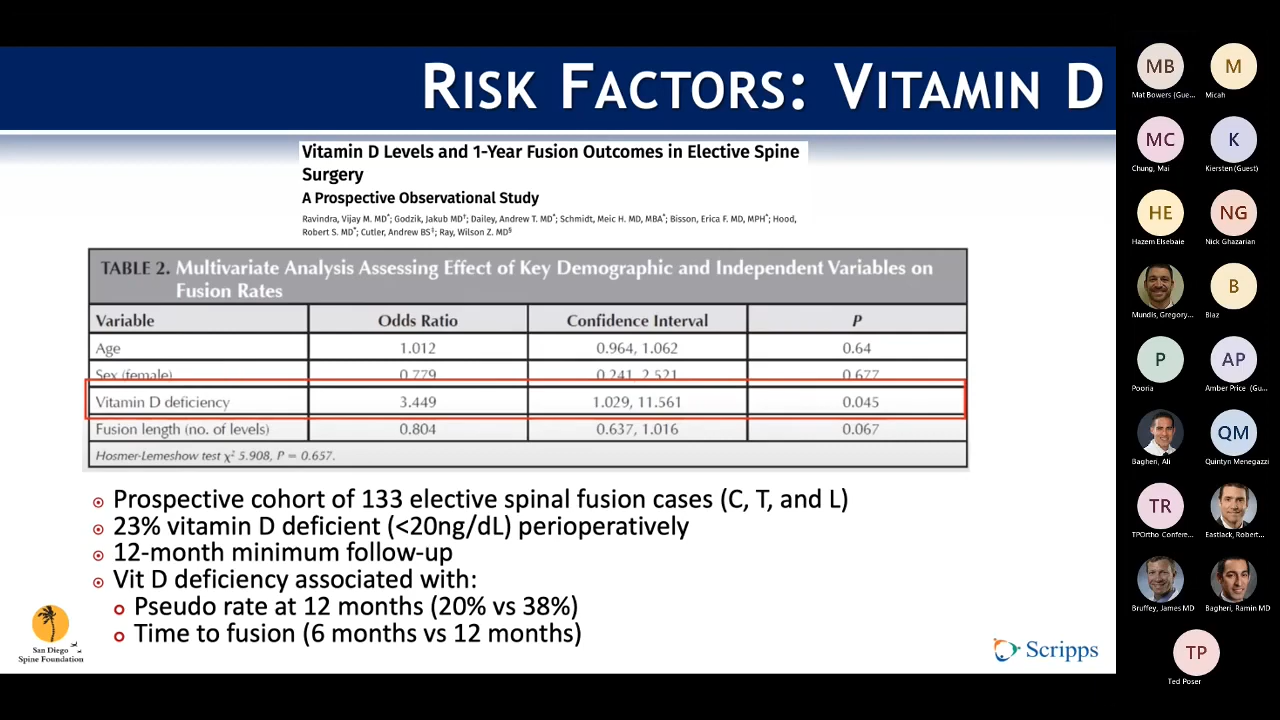 RISK FACTORS: VITAMIN D
Vitamin D Levels and 1-Year Fusion Outcomes in Elective Spine
Surgery
A Prospective Observational Study
Ravindra, Vijay M. MD*; Godzik, Jakub MD†; Dailey, Andrew T. MD*; Schmidt, Meic H. MD, MBA*; Bisson, Erica F. MD, MPH*; Hood,
Robert S. MD*; Cutler, Andrew BS‡; Ray, Wilson Z. MD§
TABLE 2. Multivariate Analysis Assessing Effect of Key Demographic and Independent Variables on
Fusion Rates
Variable Odds Ratio Confidence Interval P
Age 1.012 0.964, 1.062 0.64
Sex (female) 0.779 0.241, 2.521 0.677
Vitamin D deficiency 3.449 1.029, 11.561 0.045
Fusion length (no. of levels) 0.804 0.637, 1.016 0.067
Hosmer-Lemeshow test χ² 5.908, P = 0.657.
Prospective cohort of 133 elective spinal fusion cases (C, T, and L)
23% vitamin D deficient (<20ng/dL) perioperatively
12-month minimum follow-up
Vit D deficiency associated with:
Pseudo rate at 12 months (20% vs 38%)
Time to fusion (6 months vs 12 months)
San Diego
Spine Foundation
Scripps
MB M
Mat Bowers (Gue... Micah
MC K
Chung, Mai Kiersten (Guest)
HE NG
Hazem Elsebaie Nick Ghazarian
B
Mundis, Gregory... Blaz
P AP
Pooria Amber Price (Gu...
QM
Bagheri, Ali Quintyn Menegazzi
TR
TPOrtho Confere... Eastlack, Robert...
Bruffey, James MD Bagheri, Ramin MD
TP
Ted Poser